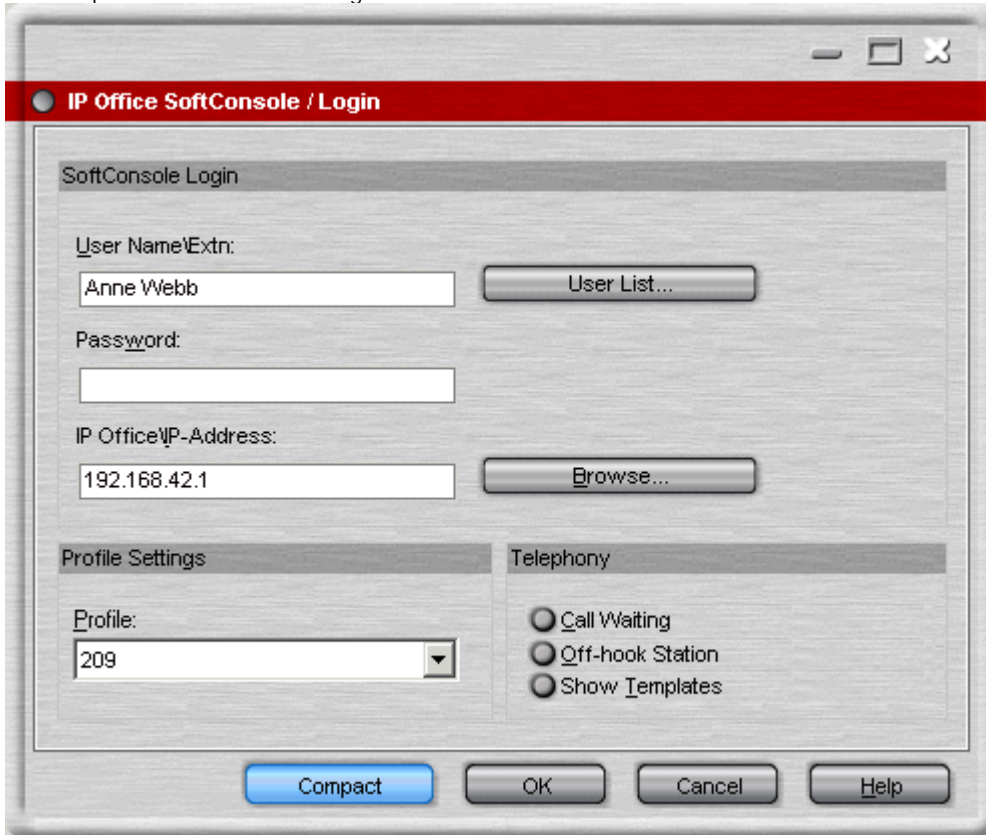 IP Office SoftConsole / Login
SoftConsole Login
User Name\Extn:
Anne Webb
User List...
Password:
IP Office\IP-Address:
192.168.42.1
Browse...
Profile Settings
Telephony
Profile:
209
Call Waiting
Off-hook Station
Show Templates
Compact
OK
Cancel
Help